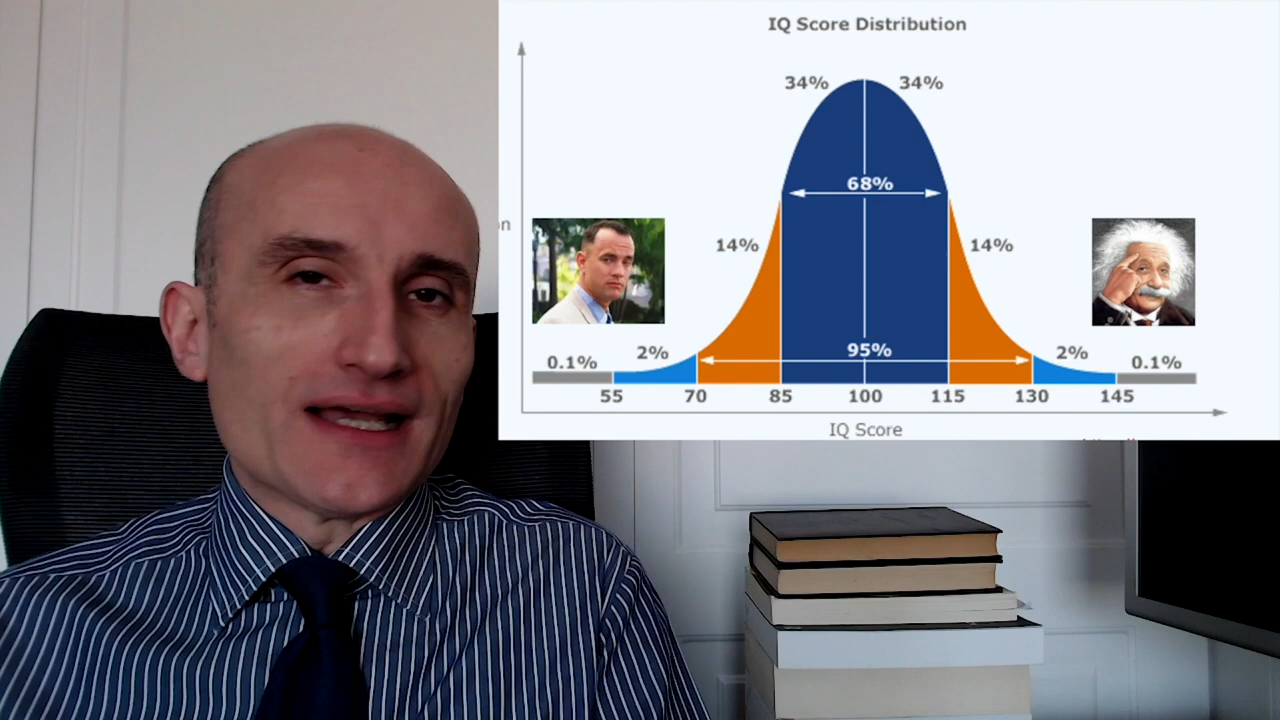 IQ Score Distribution
34% 34%
68%
14% 14%
95%
2% 2%
0.1% 0.1%
55 70 85 100 115 130 145
IQ Score